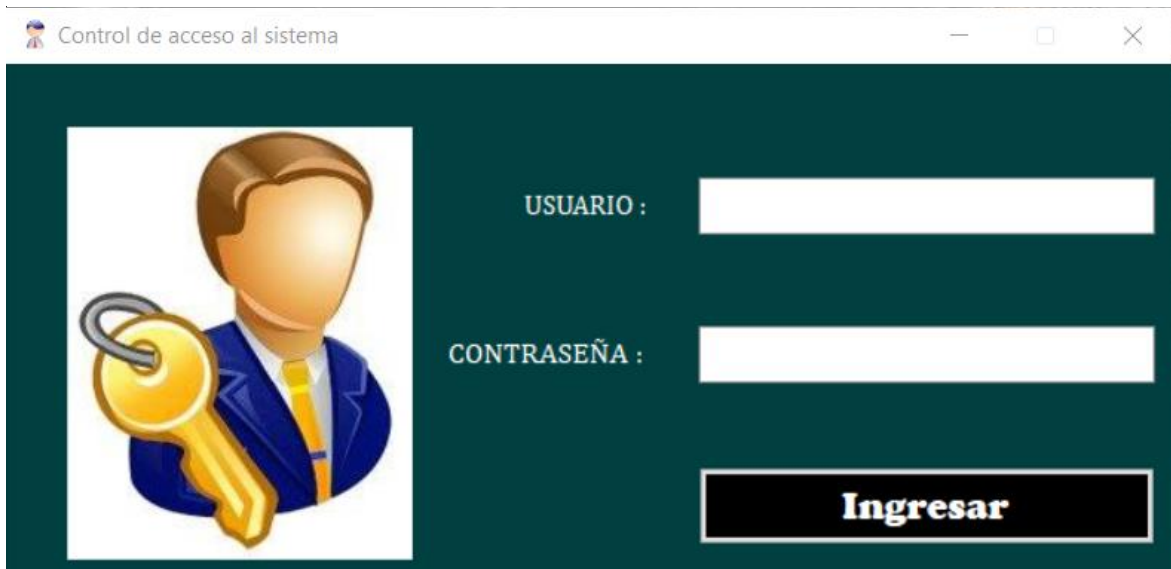 Control de acceso al sistema
USUARIO :
CONTRASEÑA :
Ingresar